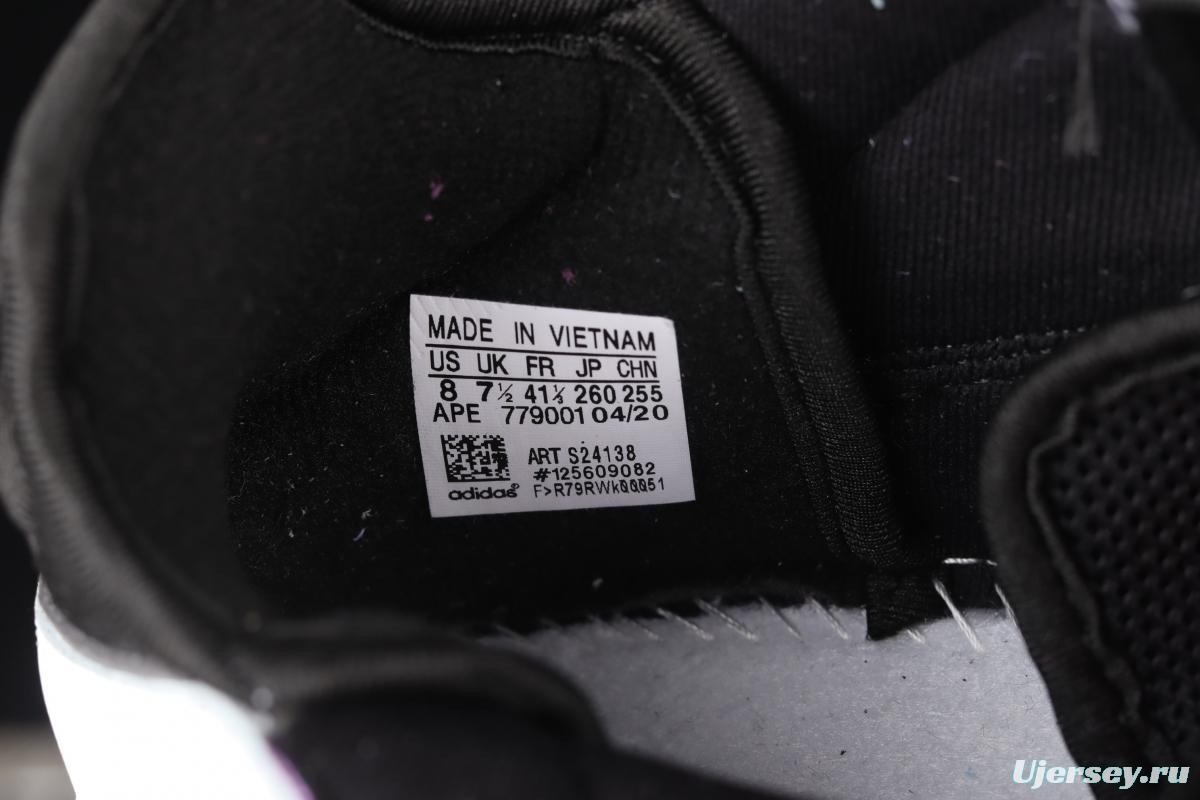 MADE IN VIETNAM
US UK FR JP CHN
8 7½ 41⅓ 260 255
APE 779001 04/20
ART S24138
#125609082
adidas® F>R79RWk00051
Ujersey.ru